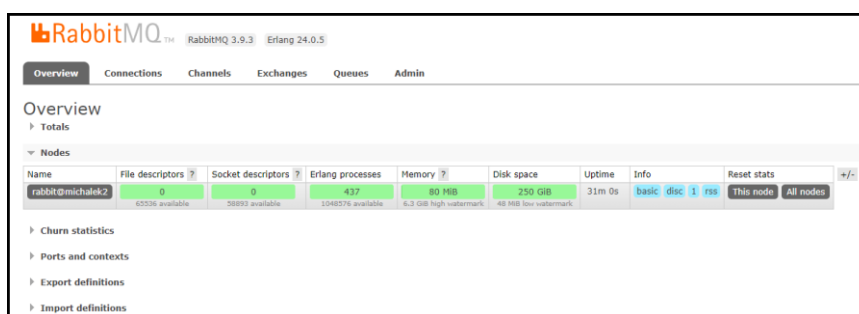 RabbitMQ TM RabbitMQ 3.9.3 Erlang 24.0.5
Overview Connections Channels Exchanges Queues Admin
Overview
Totals
Nodes
Name File descriptors ? Socket descriptors ? Erlang processes Memory ? Disk space Uptime Info Reset stats +/-
rabbit@michalek2 0 0 437 80 MiB 250 GiB 31m 0s basic disc 1 rss This node All nodes
65536 available 58893 available 1048576 available 6.3 GiB high watermark 48 MiB low watermark
Churn statistics
Ports and contexts
Export definitions
Import definitions